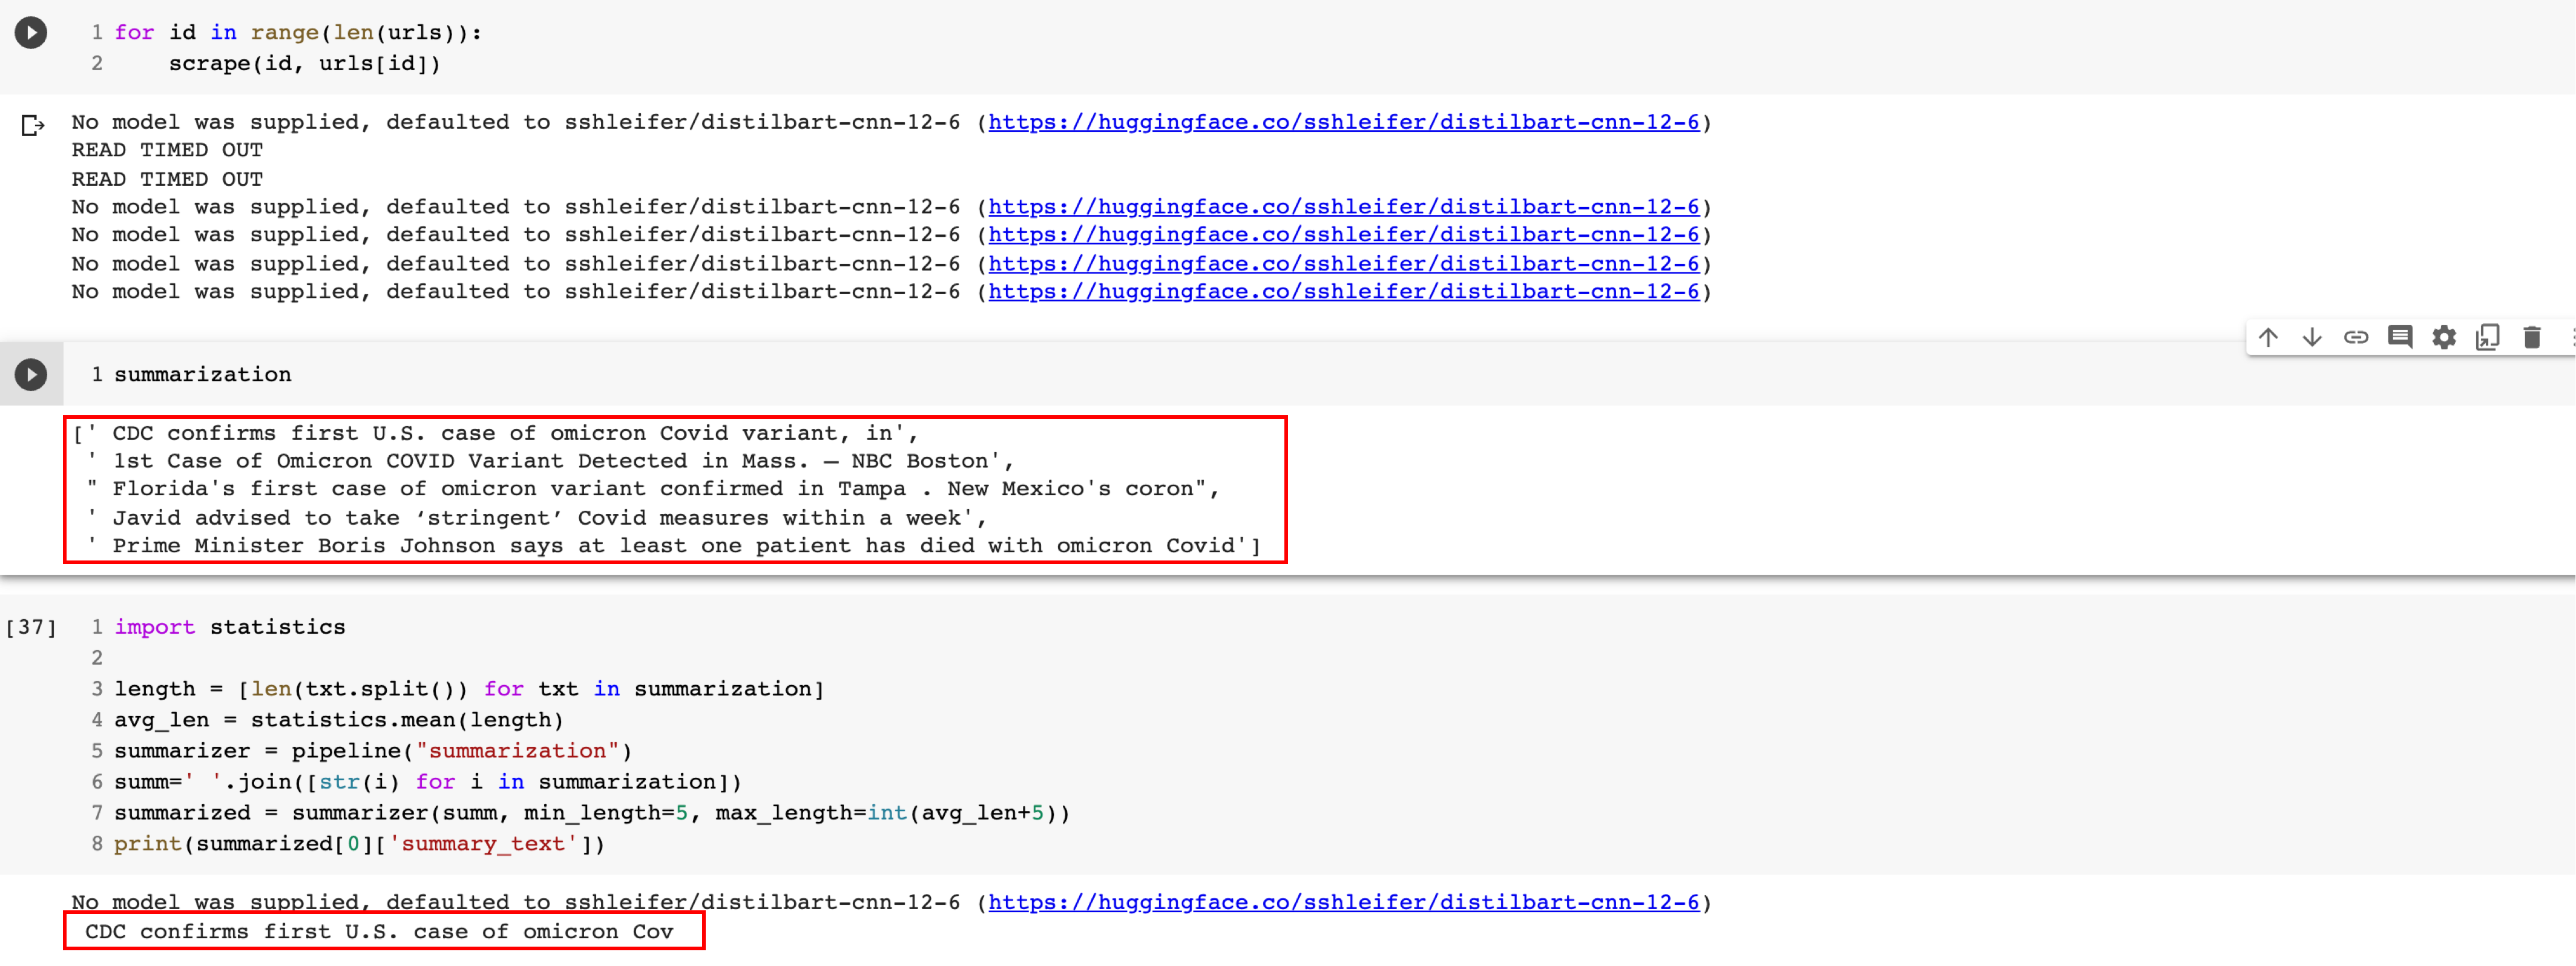 1 for id in range(len(urls)):
2     scrape(id, urls[id])
No model was supplied, defaulted to sshleifer/distilbart-cnn-12-6 (https://huggingface.co/sshleifer/distilbart-cnn-12-6)
READ TIMED OUT
READ TIMED OUT
No model was supplied, defaulted to sshleifer/distilbart-cnn-12-6 (https://huggingface.co/sshleifer/distilbart-cnn-12-6)
No model was supplied, defaulted to sshleifer/distilbart-cnn-12-6 (https://huggingface.co/sshleifer/distilbart-cnn-12-6)
No model was supplied, defaulted to sshleifer/distilbart-cnn-12-6 (https://huggingface.co/sshleifer/distilbart-cnn-12-6)
No model was supplied, defaulted to sshleifer/distilbart-cnn-12-6 (https://huggingface.co/sshleifer/distilbart-cnn-12-6)
1 summarization
[' CDC confirms first U.S. case of omicron Covid variant, in',
' 1st Case of Omicron COVID Variant Detected in Mass. – NBC Boston',
" Florida's first case of omicron variant confirmed in Tampa . New Mexico's coron",
' Javid advised to take ‘stringent’ Covid measures within a week',
' Prime Minister Boris Johnson says at least one patient has died with omicron Covid']
[37] 1 import statistics
2
3 length = [len(txt.split()) for txt in summarization]
4 avg_len = statistics.mean(length)
5 summarizer = pipeline("summarization")
6 summ=' '.join([str(i) for i in summarization])
7 summarized = summarizer(summ, min_length=5, max_length=int(avg_len+5))
8 print(summarized[0]['summary_text'])
No model was supplied, defaulted to sshleifer/distilbart-cnn-12-6 (https://huggingface.co/sshleifer/distilbart-cnn-12-6)
CDC confirms first U.S. case of omicron Cov